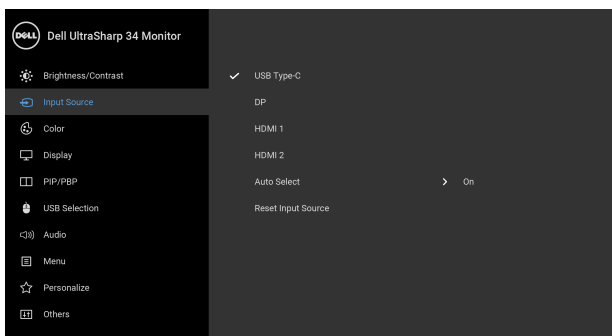 DELL Dell UltraSharp 34 Monitor
Brightness/Contrast
Input Source
Color
Display
PIP/PBP
USB Selection
Audio
Menu
Personalize
Others
USB Type-C
DP
HDMI 1
HDMI 2
Auto Select > On
Reset Input Source